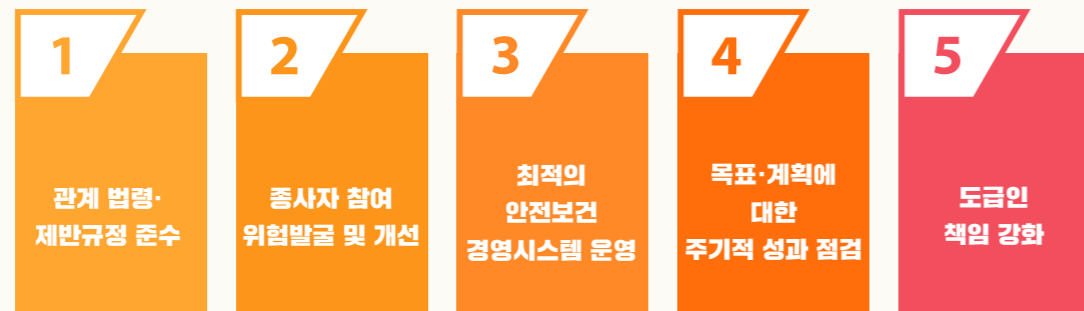 1
관계 법령·
제반규정 준수
2
종사자 참여
위험발굴 및 개선
3
최적의
안전보건
경영시스템 운영
4
목표·계획에
대한
주기적 성과 점검
5
도급인
책임 강화